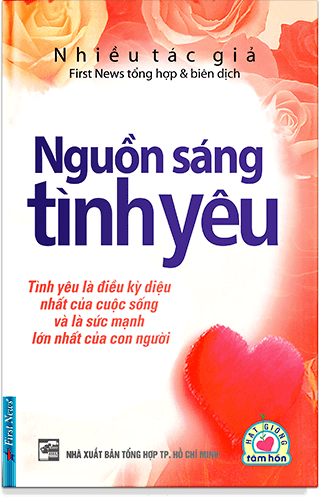 Nhiều tác giả
First News tổng hợp & biên dịch
Nguồn sáng
tình yêu
Tình yêu là điều kỳ diệu
nhất của cuộc sống
và là sức mạnh
lớn nhất của con người
HẠT GIỐNG
tâm hồn
First News
NHÀ XUẤT BẢN TỔNG HỢP TP. HỒ CHÍ MINH